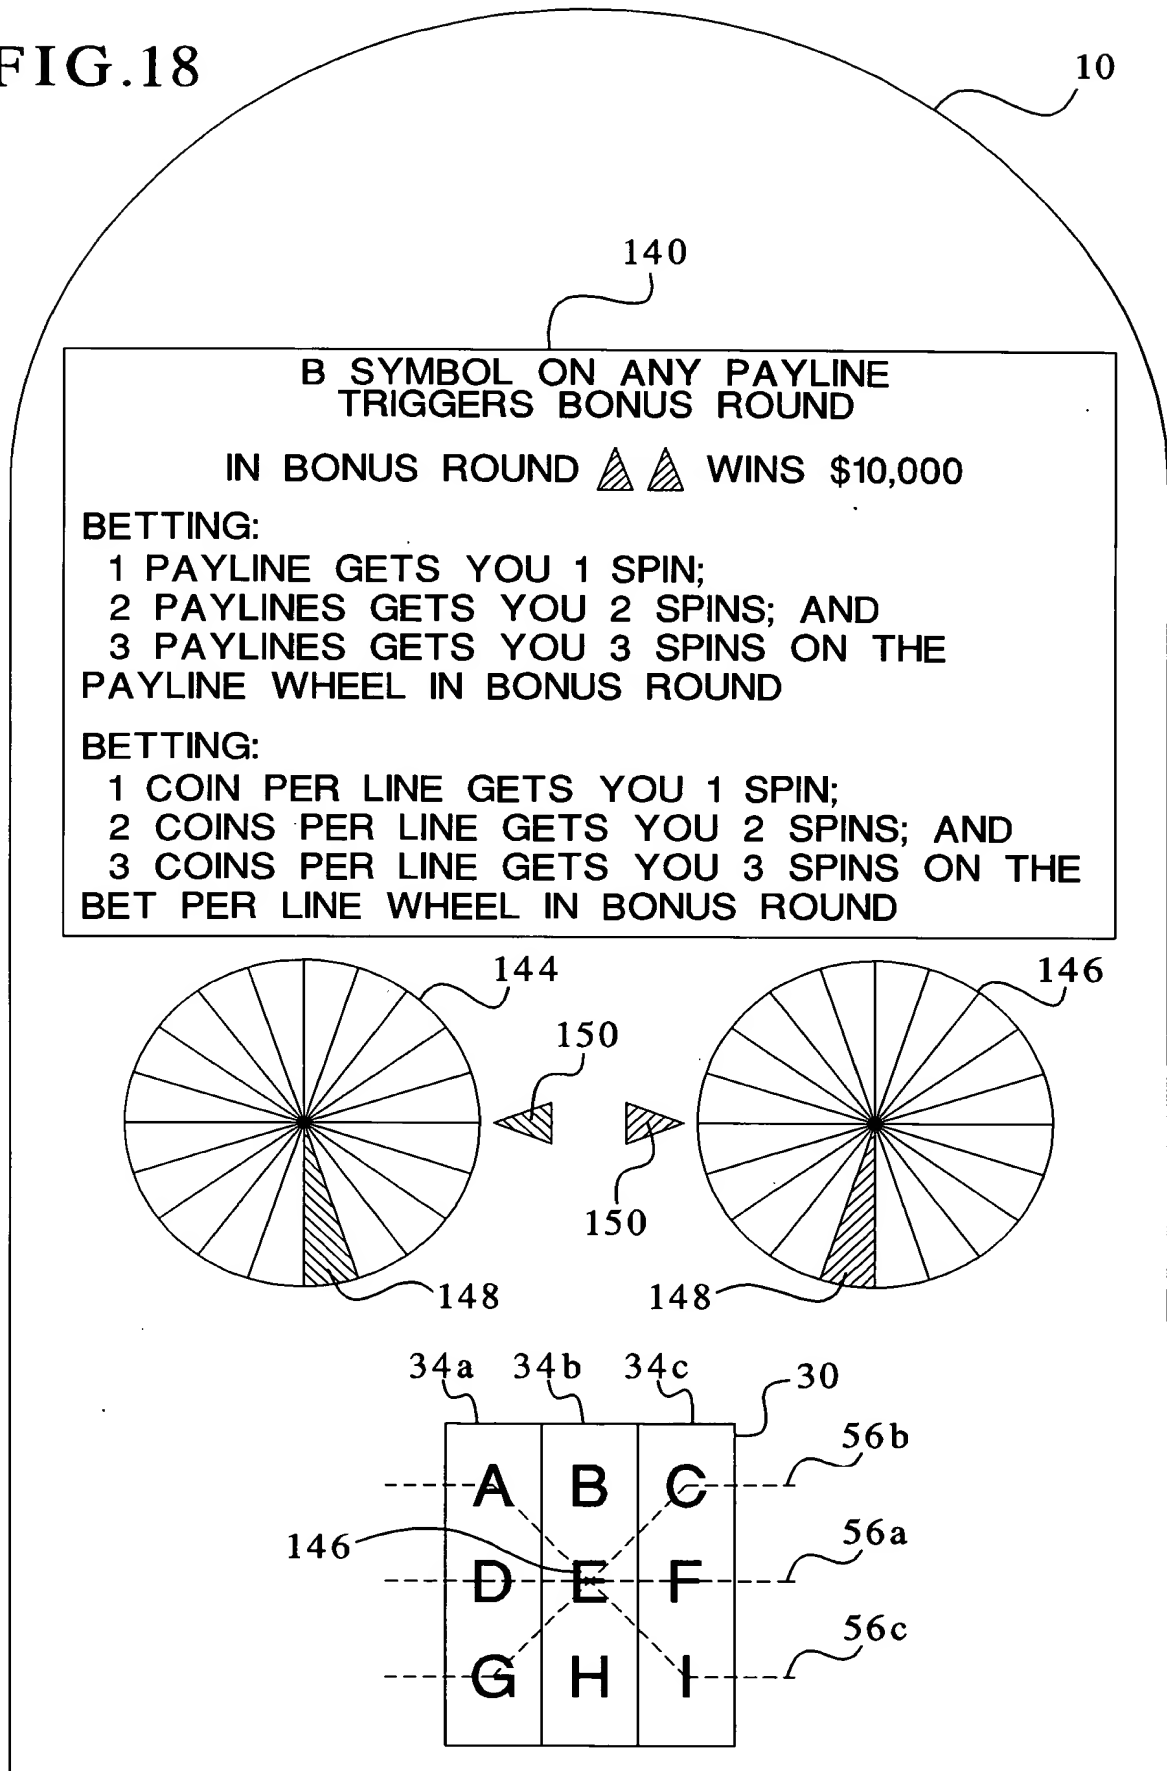 FIG.18
10
140
B SYMBOL ON ANY PAYLINE
TRIGGERS BONUS ROUND
IN BONUS ROUND WINS $10,000
BETTING:
1 PAYLINE GETS YOU 1 SPIN;
2 PAYLINES GETS YOU 2 SPINS; AND
3 PAYLINES GETS YOU 3 SPINS ON THE
PAYLINE WHEEL IN BONUS ROUND
BETTING:
1 COIN PER LINE GETS YOU 1 SPIN;
2 COINS PER LINE GETS YOU 2 SPINS; AND
3 COINS PER LINE GETS YOU 3 SPINS ON THE
BET PER LINE WHEEL IN BONUS ROUND
144 146
150
150
148 148
34a 34b 34c 30
56b
A B C
146 56a
D E F
56c
G H I